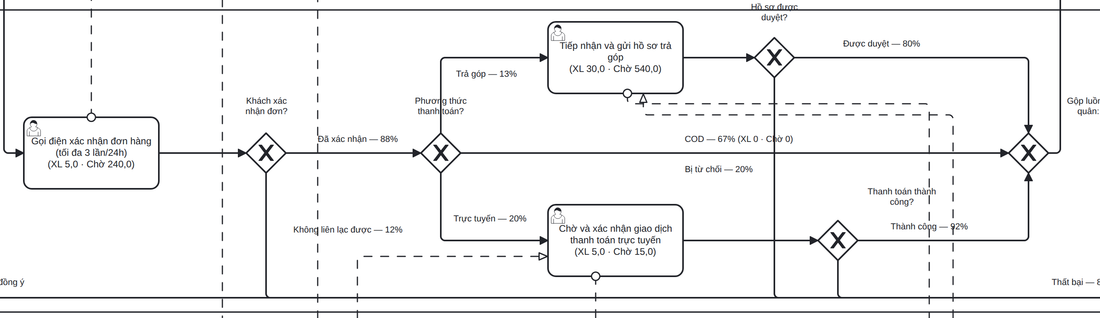 Hồ sơ được
duyệt?
Tiếp nhận và gửi hồ sơ trả
góp
(XL 30,0 · Chờ 540,0)
Được duyệt — 80%
Trả góp — 13%
Khách xác
nhận đơn?
Phương thức
thanh toán?
Gộp luồn
quán:
Gọi điện xác nhận đơn hàng
(tối đa 3 lần/24h)
(XL 5,0 · Chờ 240,0)
Đã xác nhận — 88%
COD — 67% (XL 0 · Chờ 0)
Bị từ chối — 20%
Thanh toán thành
công?
Trực tuyến — 20%
Không liên lạc được — 12%
Chờ và xác nhận giao dịch
thanh toán trực tuyến
(XL 5,0 · Chờ 15,0)
Thành công — 92%
đồng ý
Thất bại — 8